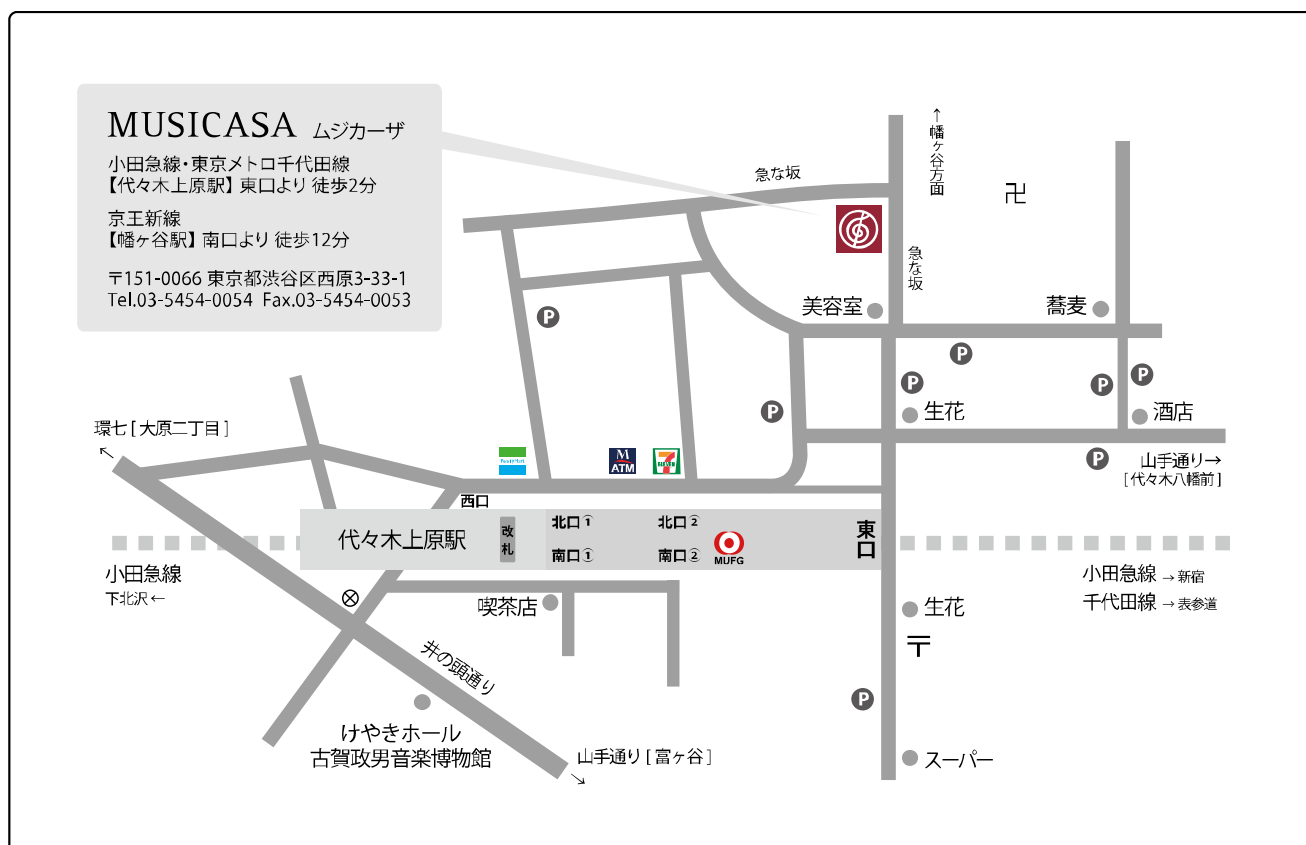 MUSICASA ムジカーザ
小田急線・東京メトロ千代田線
【代々木上原駅】東口より 徒歩2分
京王新線
【幡ヶ谷駅】南口より 徒歩12分
〒151-0066 東京都渋谷区西原3-33-1
Tel.03-5454-0054 Fax.03-5454-0053
急な坂
←幡ヶ谷方面
卍
急な坂
美容室
蕎麦
P
P
P
P
P
P
生花
酒店
環七 [ 大原二丁目 ]
←
FamilyMart
M
ATM
7
ELEVEN
P
山手通り→
[ 代々木八幡前 ]
西口
代々木上原駅
改札
北口①
北口②
南口①
南口②
MUFG
東口
小田急線
下北沢 ←
小田急線 → 新宿
千代田線 → 表参道
喫茶店
生花
〒
井の頭通り
P
けやきホール
古賀政男音楽博物館
山手通り [ 富ヶ谷 ]
→
スーパー